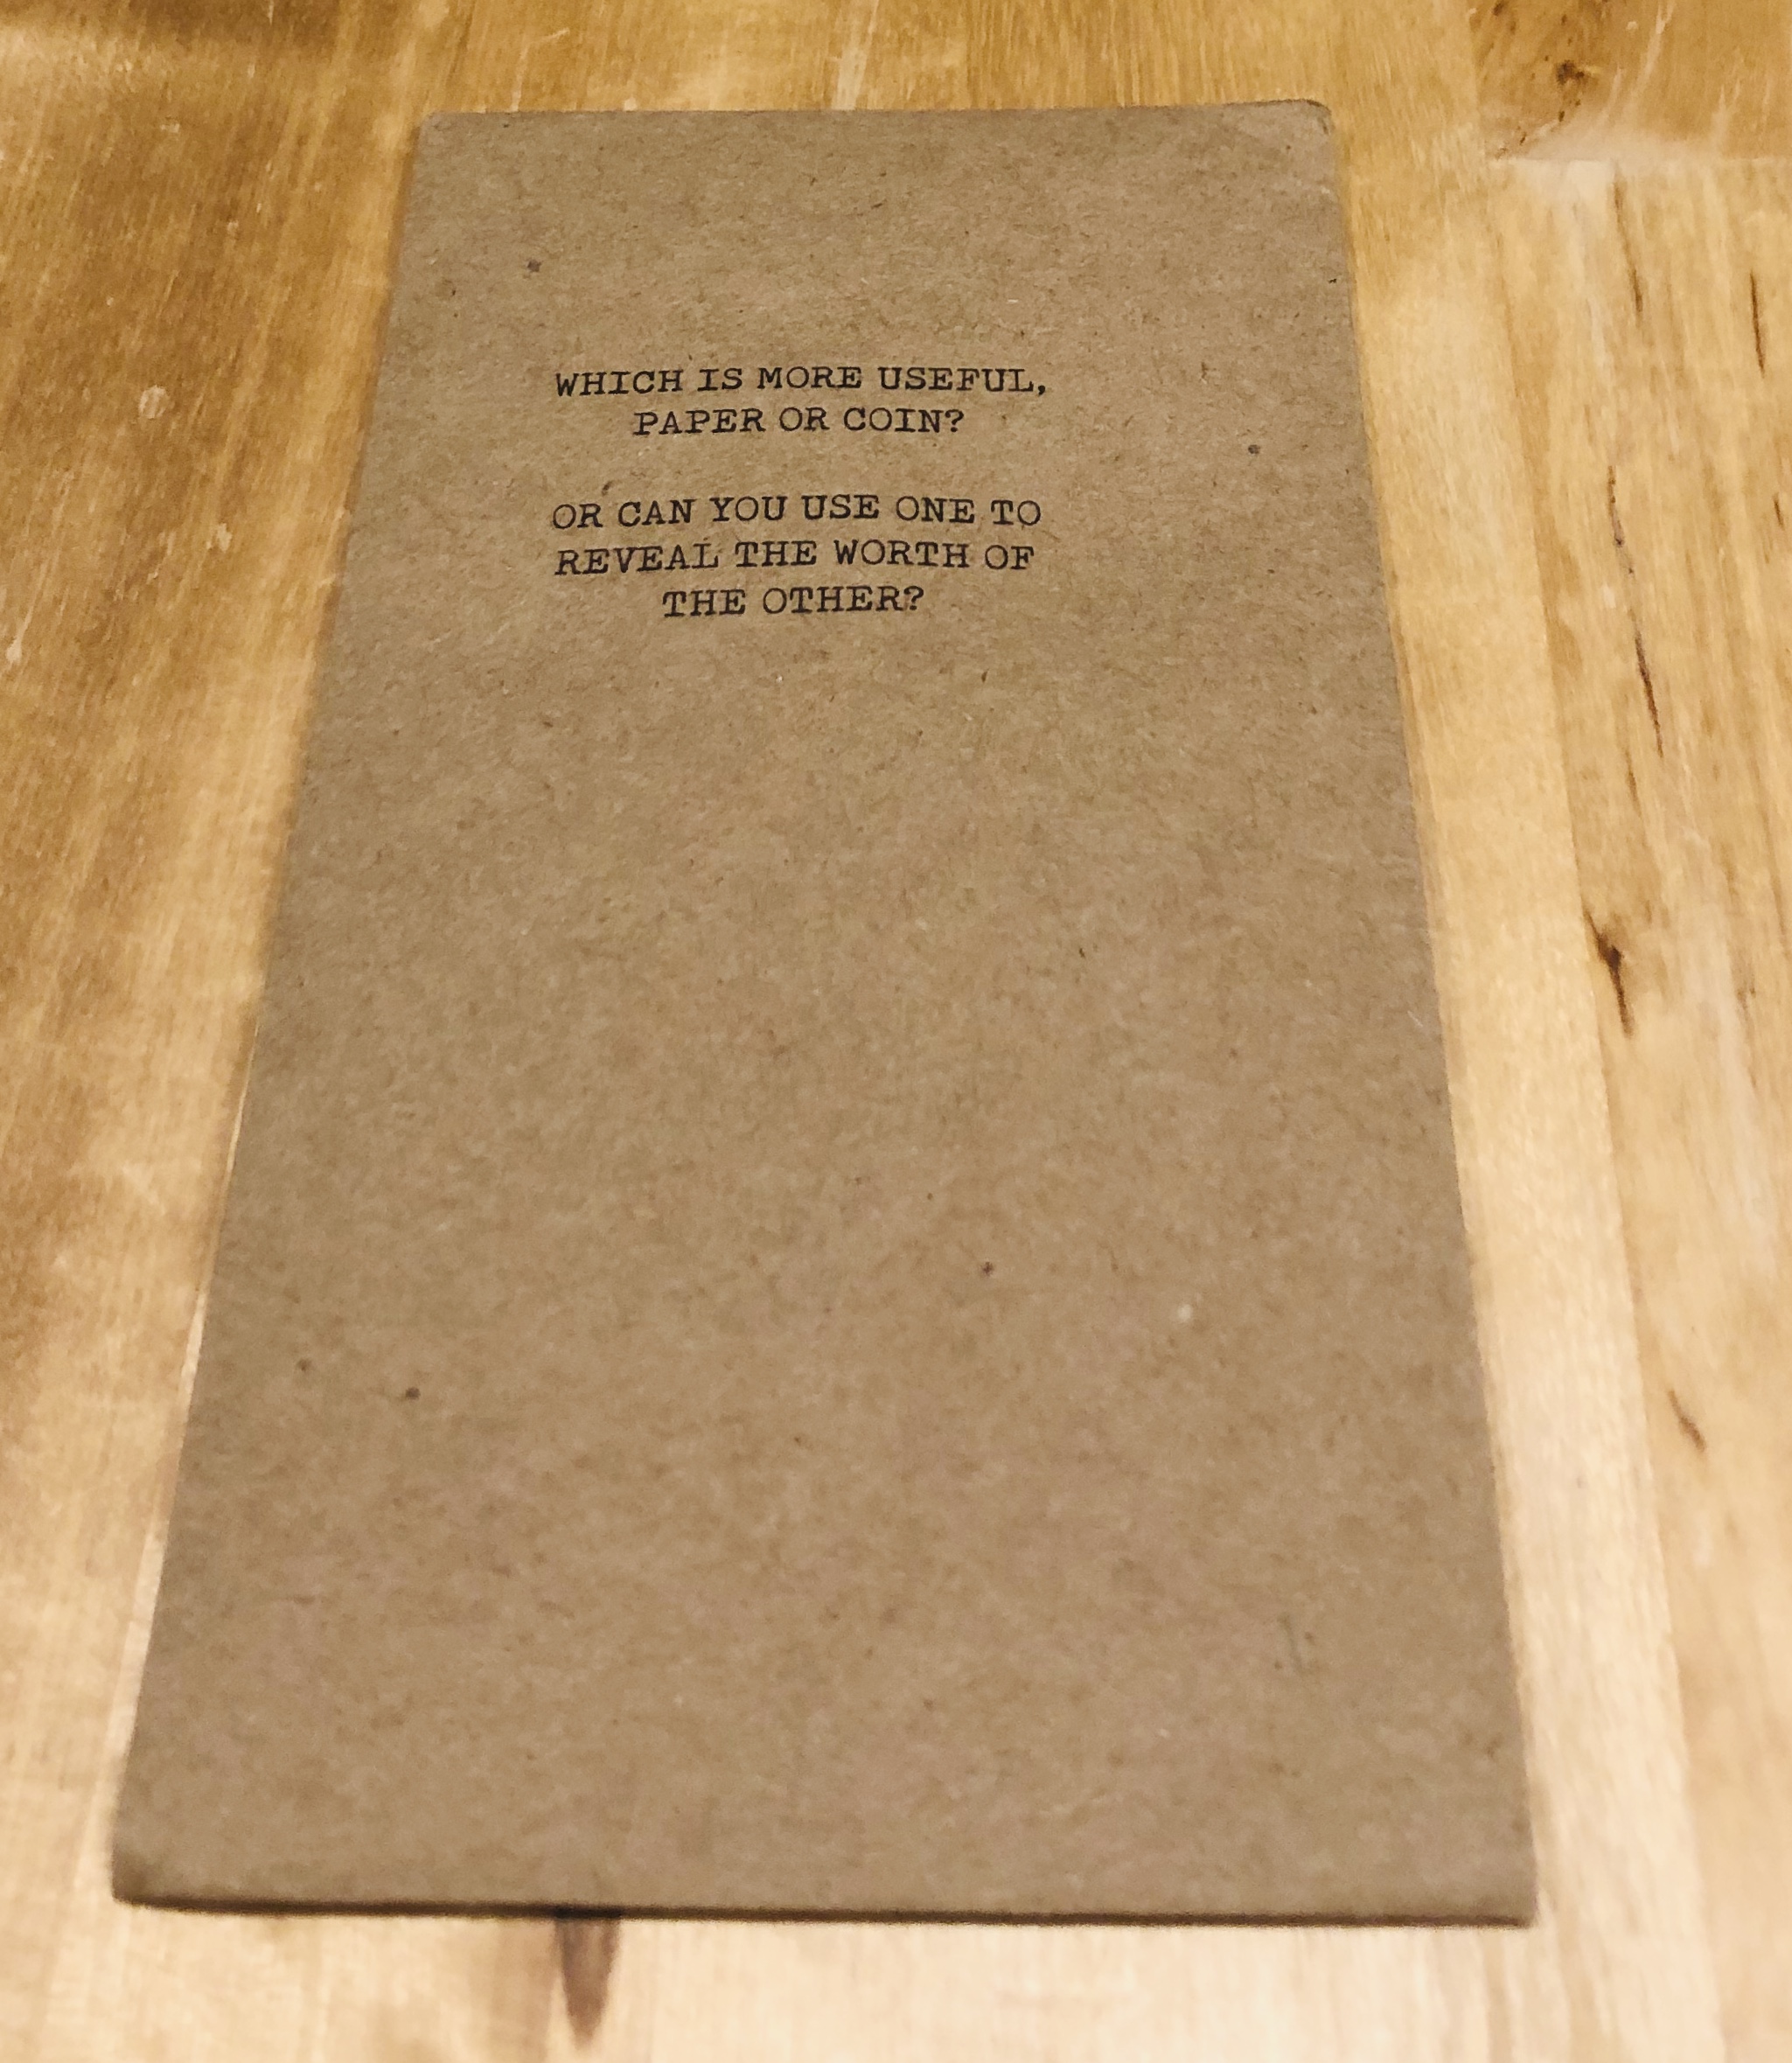 WHICH IS MORE USEFUL,
PAPER OR COIN?
OR CAN YOU USE ONE TO
REVEAL THE WORTH OF
THE OTHER?